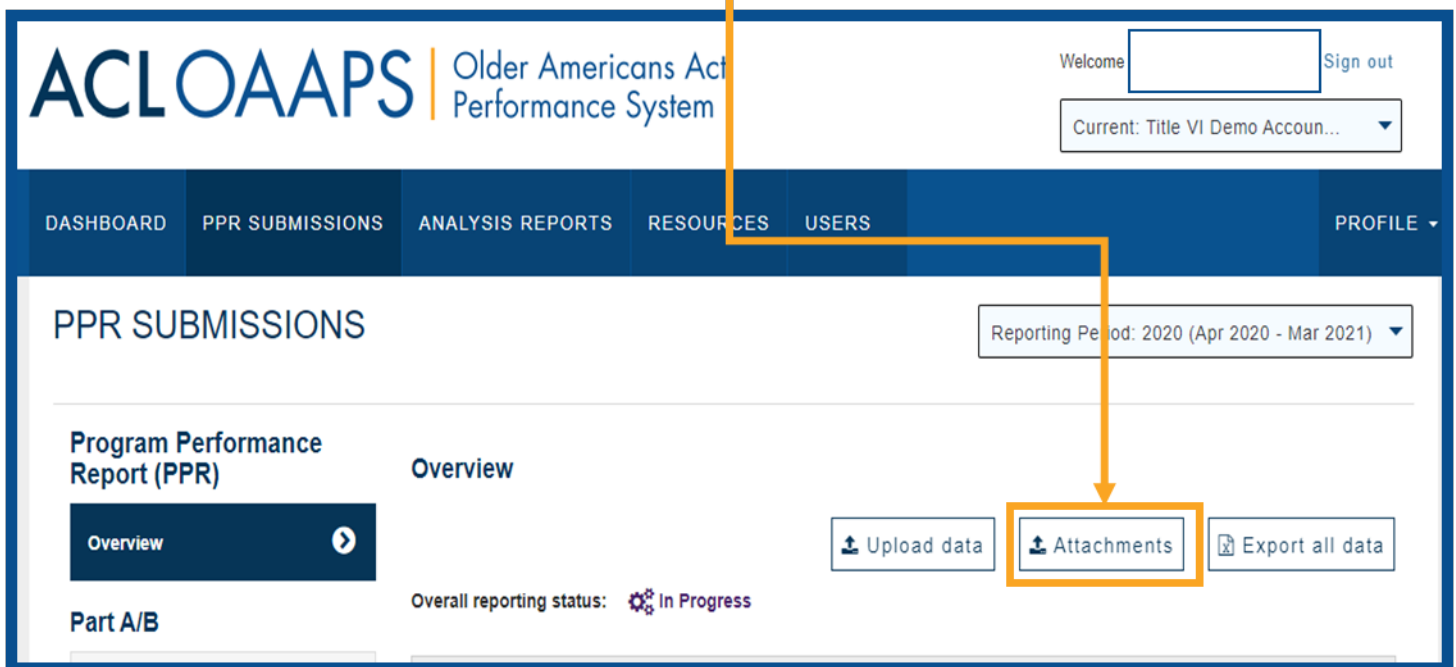 ACL OAAPS | Older Americans Act
Performance System
Welcome
Sign out
Current: Title VI Demo Accoun...
DASHBOARD
PPR SUBMISSIONS
ANALYSIS REPORTS
RESOURCES
USERS
PROFILE
PPR SUBMISSIONS
Reporting Period: 2020 (Apr 2020 - Mar 2021)
Program Performance
Report (PPR)
Overview
Overview
Upload data
Attachments
Export all data
Overall reporting status: In Progress
Part A/B